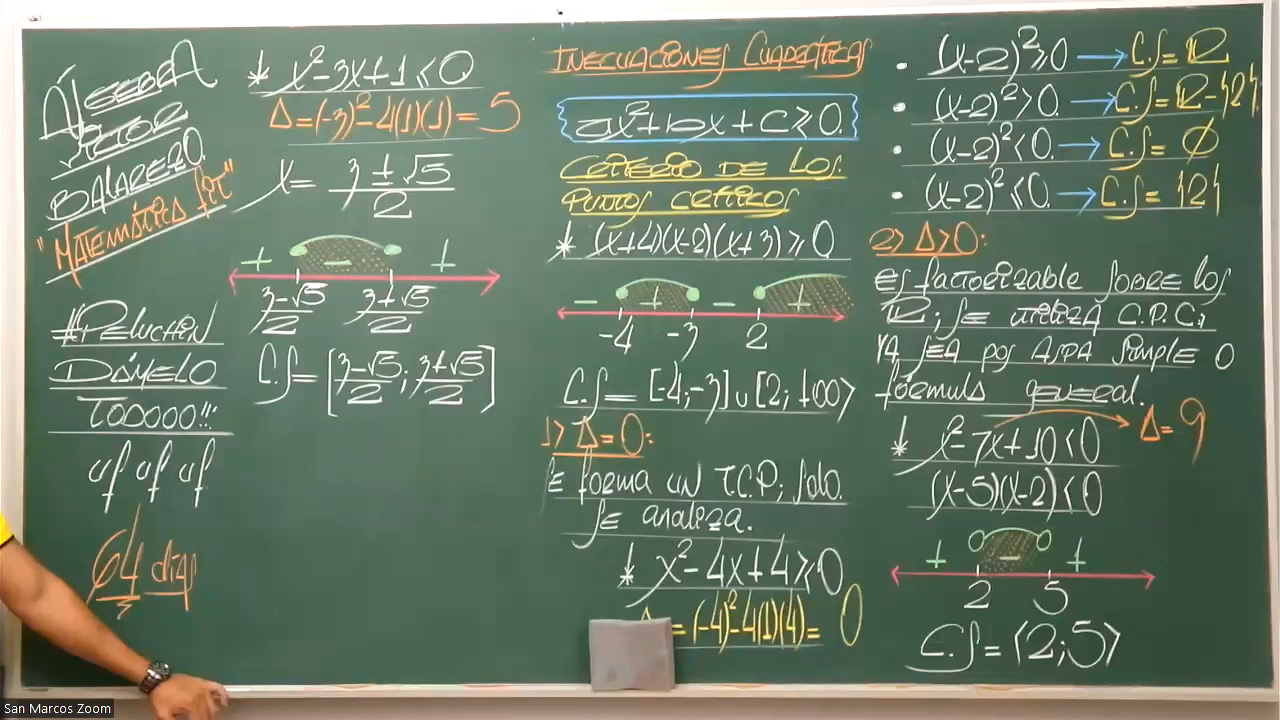 ÁLGEBRA
VÍCTOR
BALAREZO.
"MATEMÁTICA FIT"
#PELUCHIN
DÁMELO
TODOOO!!!
uf uf uf
64 días
* x²-3x+1≤0
Δ=(-3)²-4(1)(1)=5
x= 3±√5/2
+ - +
3-√5/2 3+√5/2
C.S=[3-√5/2; 3+√5/2]
INECUACIONES CUADRÁTICAS
ax²+bx+c≥0.
CRITERIO DE LOS
PUNTOS CRÍTICOS
* (x+4)(x-2)(x+3)≥0
- + - +
-4 -3 2
C.S=[-4;-3]∪[2;+∞⟩
1> Δ=0:
SE forma UN T.C.P; Solo
SE analiza.
* x²-4x+4≥0
Δ=(-4)²-4(1)(4)=0
• (x-2)²≥0 → C.S=ℝ
• (x-2)²>0. → C.S=ℝ-{2}.
• (x-2)²<0. → C.S=∅
• (x-2)²≤0. → C.S={2}
2> Δ>0:
ES factorizable SOBRE LOS
ℝ; SE utiliza C.P.C;
YA SEA POS ASPA SIMPLE O
fórmula general.
* x²-7x+10<0 Δ=9
(x-5)(x-2)<0
+ - +
2 5
C.S=⟨2;5⟩
San Marcos Zoom